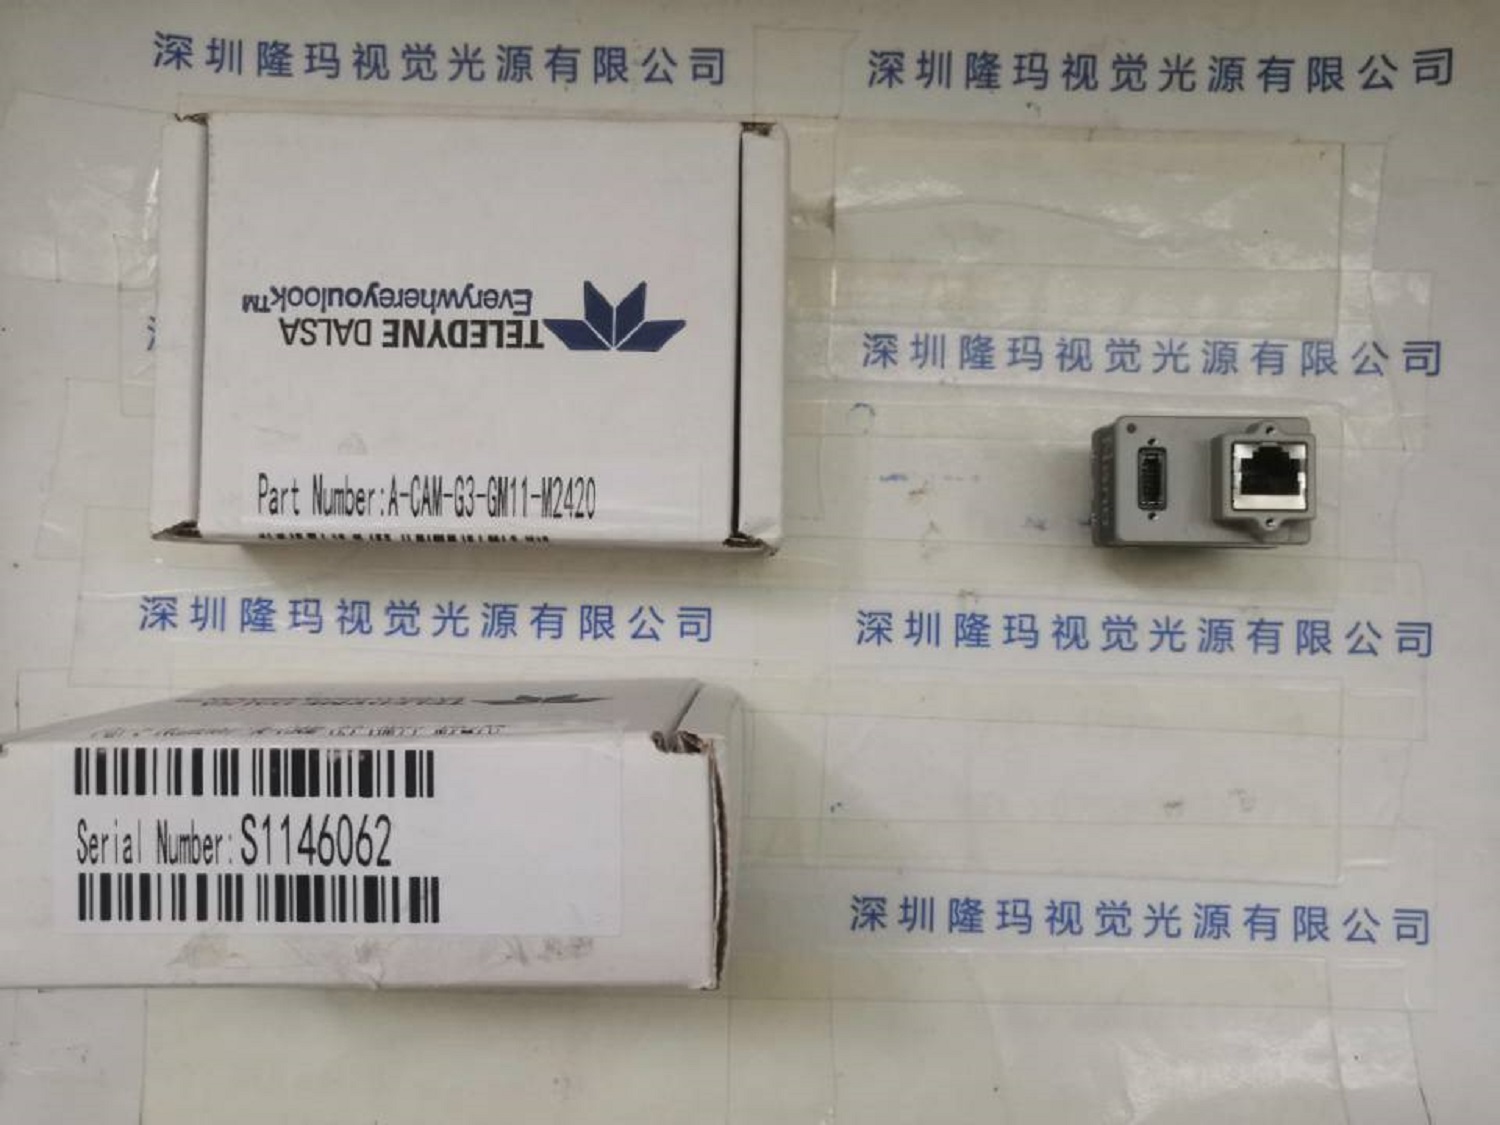 深圳隆玛视觉光源有限公司
深圳隆玛视觉光源有限公司
TELEDYNE DALSA
Everywhereyoulook™
Part Number:A-CAM-G3-GM11-M2420
深圳隆玛视觉光源有限公司
深圳隆玛视觉光源有限公司
深圳隆玛视觉光源有限公司
Serial Number:S1146062
深圳隆玛视觉光源有限公司